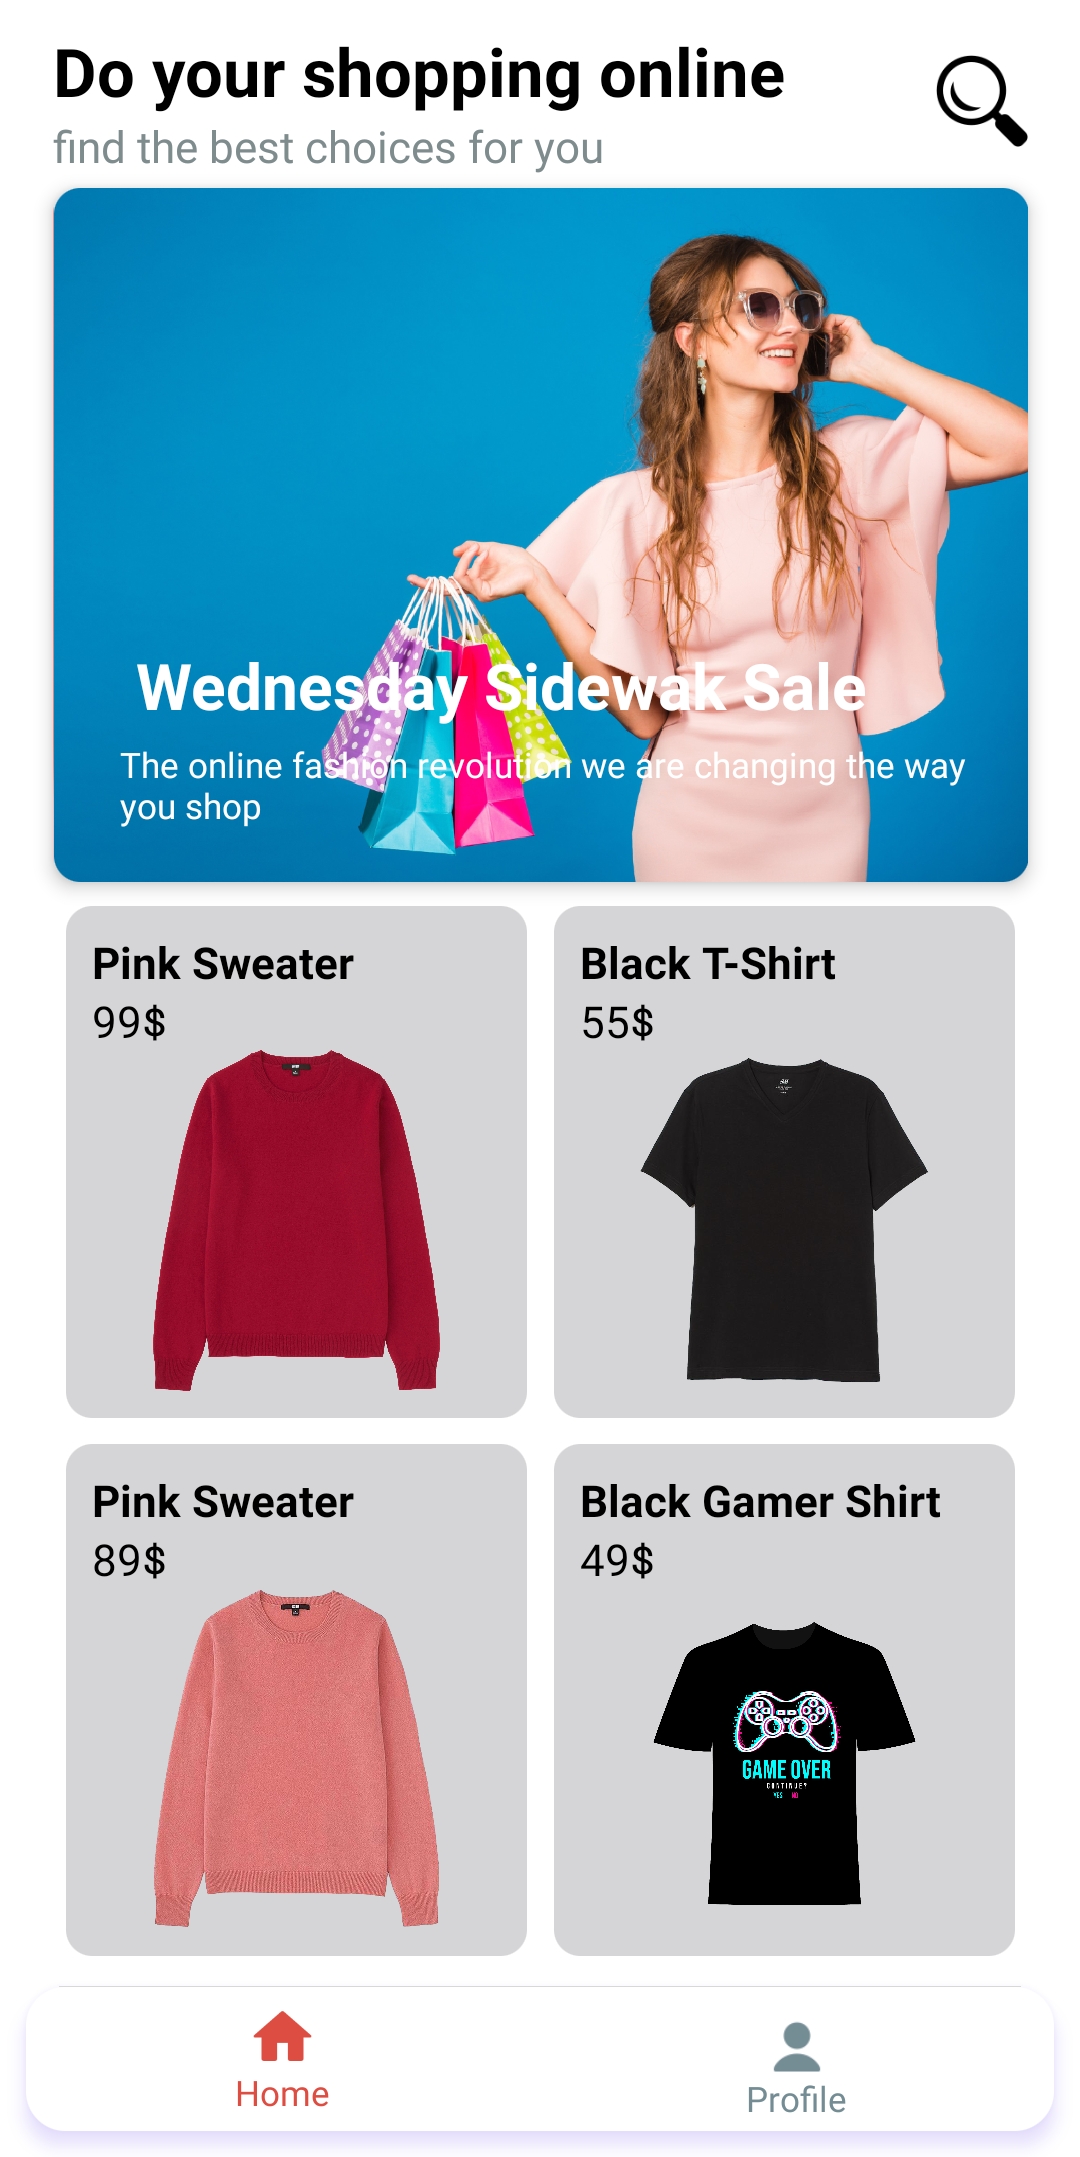 Do your shopping online
find the best choices for you
Wednesday Sidewak Sale
The online fashion revolution we are changing the way
you shop
Pink Sweater
99$
Black T-Shirt
55$
Pink Sweater
89$
Black Gamer Shirt
49$
GAME OVER
CONTINUE?
YES NO
Home
Profile